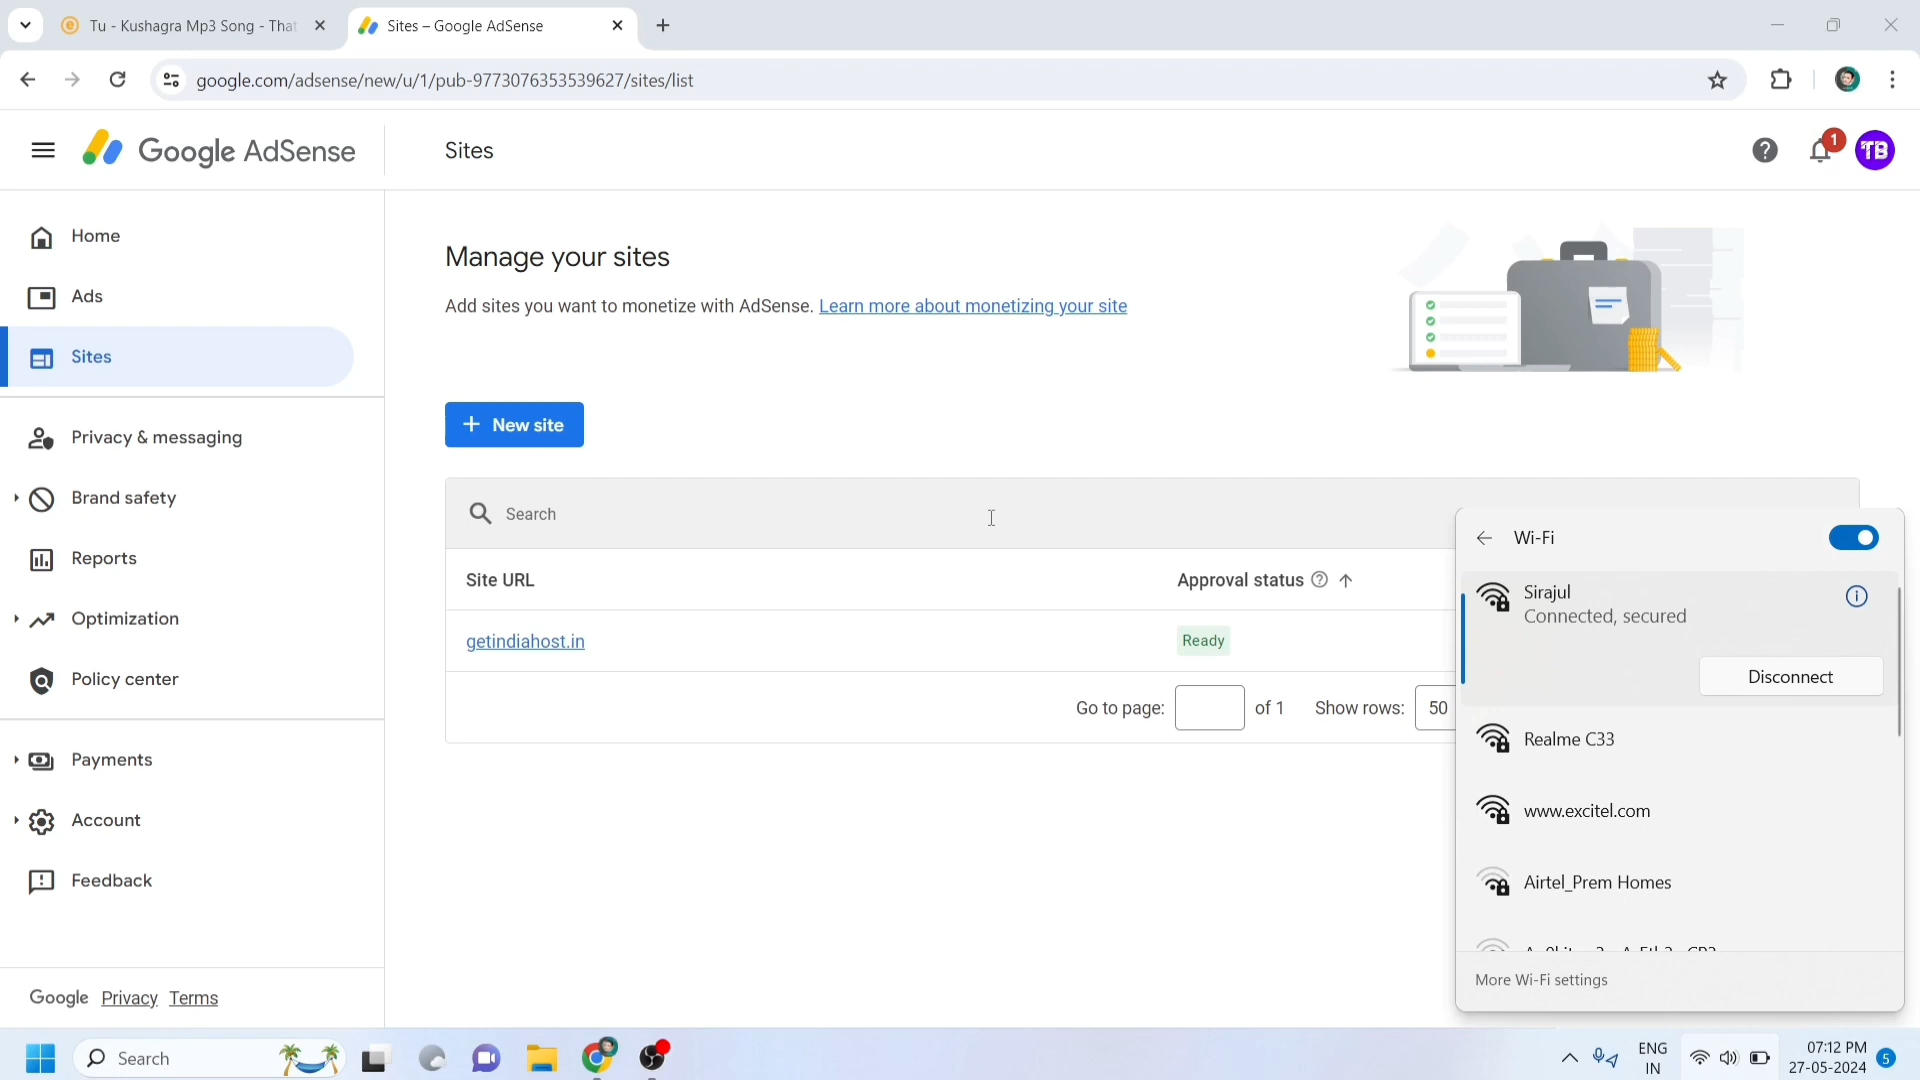 Tu - Kushagra Mp3 Song - That
Sites – Google AdSense
google.com/adsense/new/u/1/pub-9773076353539627/sites/list
Google AdSense
Sites
1
TB
Home
Ads
Sites
Privacy & messaging
Brand safety
Reports
Optimization
Policy center
Payments
Account
Feedback
Google Privacy Terms
Manage your sites
Add sites you want to monetize with AdSense. Learn more about monetizing your site
+ New site
Search
Site URL
Approval status
getindiahost.in
Ready
Go to page:
of 1
Show rows:
50
Wi-Fi
Sirajul
Connected, secured
Disconnect
Realme C33
www.excitel.com
Airtel_Prem Homes
More Wi-Fi settings
Search
ENG
IN
07:12 PM
27-05-2024
5